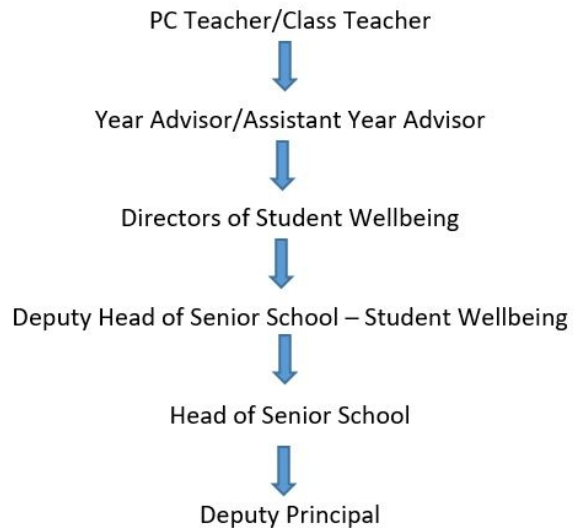 PC Teacher/Class Teacher
Year Advisor/Assistant Year Advisor
Directors of Student Wellbeing
Deputy Head of Senior School – Student Wellbeing
Head of Senior School
Deputy Principal